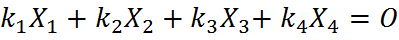 k₁X₁ + k₂X₂ + k₃X₃+ k₄X₄ = O